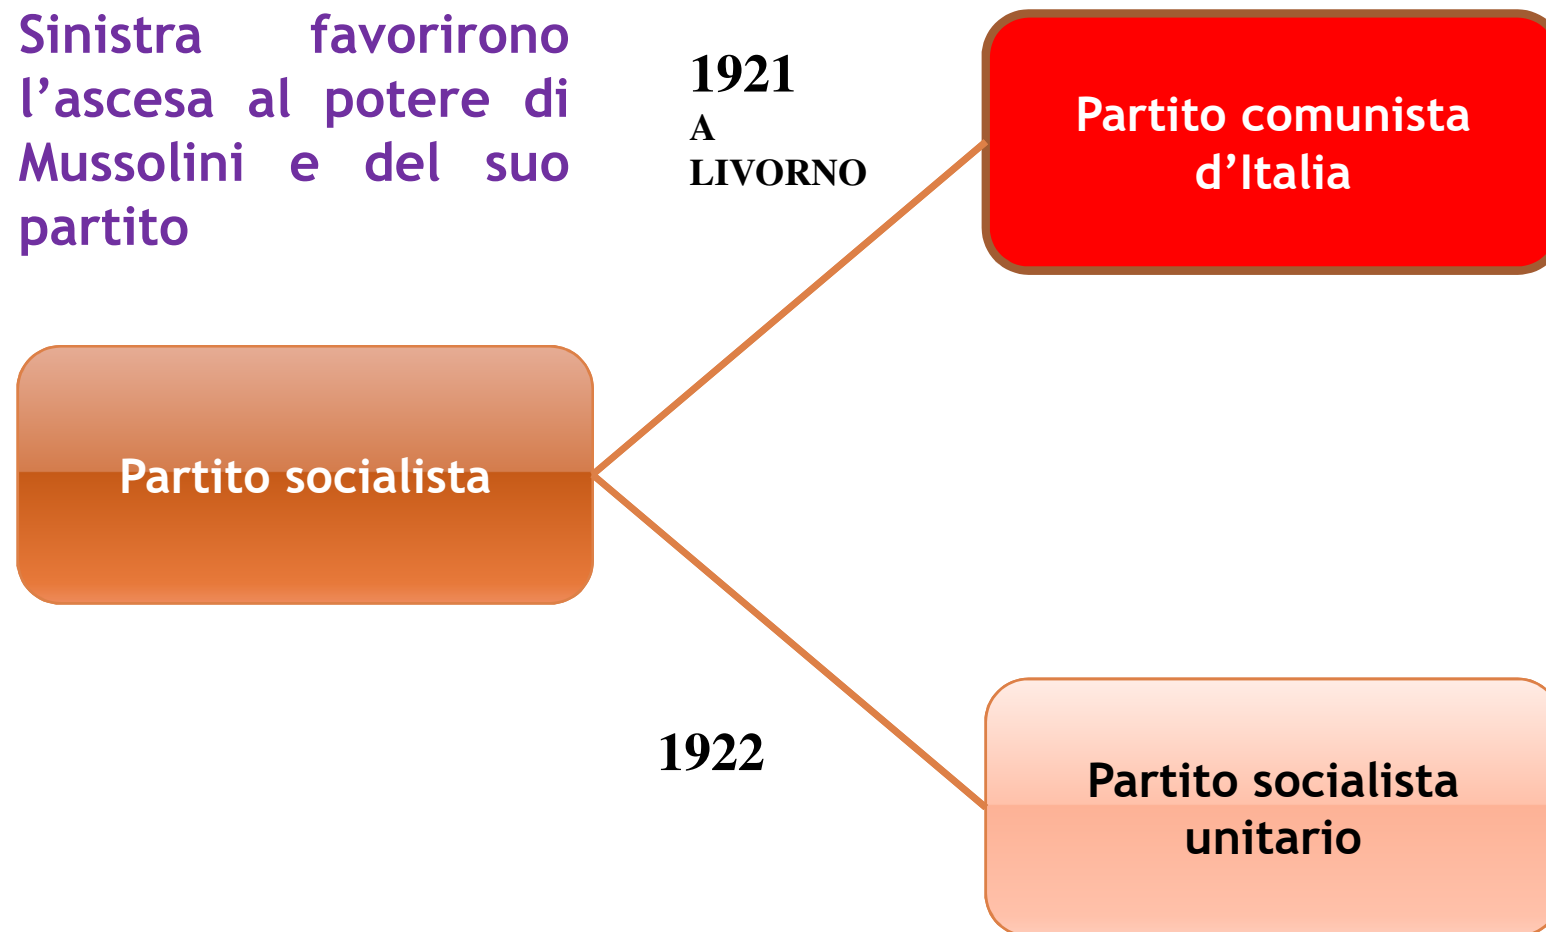 Sinistra favorirono
l’ascesa al potere di
Mussolini e del suo
partito
1921
A
LIVORNO
Partito comunista
d’Italia
Partito socialista
1922
Partito socialista
unitario